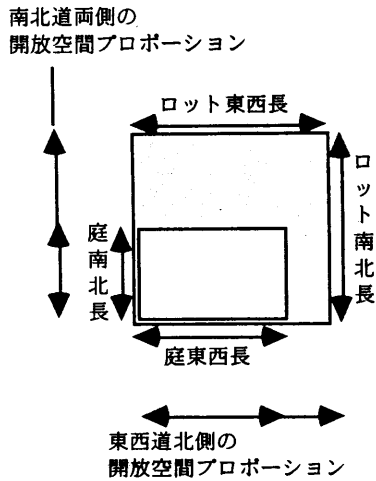 南北道両側の
開放空間プロポーション
ロット東西長
ロット南北長
庭南北長
庭東西長
東西道北側の
開放空間プロポーション